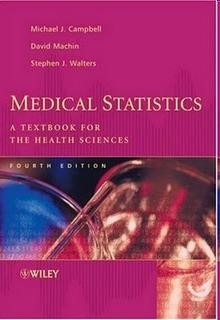 Michael J. Campbell
David Machin
Stephen J. Walters
MEDICAL STATISTICS
A TEXTBOOK FOR
THE HEALTH SCIENCES
FOURTH EDITION
WILEY